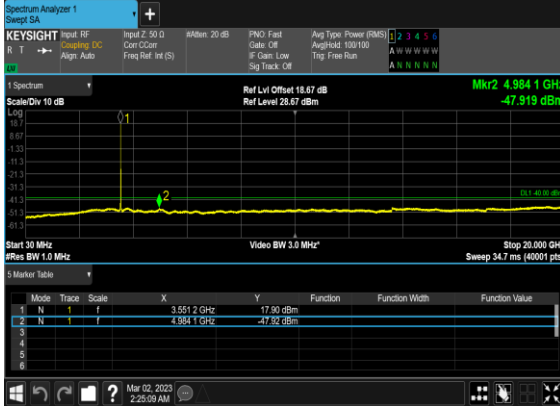 Spectrum Analyzer 1
Swept SA
+
KEYSIGHT Input: RF Input Z: 50 Ω #Atten: 20 dB PNO: Fast Avg Type: Power (RMS) 1 2 3 4 5 6
R T Coupling: DC Corr CCorr Gate: Off Avg|Hold: 100/100 A W W W W W
Align: Auto Freq Ref: Int (S) IF Gain: Low Trig: Free Run
LXI Sig Track: Off A N N N N N
1 Spectrum
Scale/Div 10 dB
Ref Lvl Offset 18.67 dB
Ref Level 28.67 dBm
Mkr2 4.984 1 GHz
-47.919 dBm
Log
18.7
8.67
-1.33
-11.3
-21.3
-31.3
-41.3
-51.3
-61.3
1
2
DL1 -40.00 dBm
Start 30 MHz Video BW 3.0 MHz* Stop 20.000 GH
#Res BW 1.0 MHz Sweep 34.7 ms (40001 pts
5 Marker Table
Mode Trace Scale X Y Function Function Width Function Value
1 N 1 f 3.551 2 GHz 17.90 dBm
2 N 1 f 4.984 1 GHz -47.92 dBm
3
4
5
6
?
Mar 02, 2023
2:25:09 AM